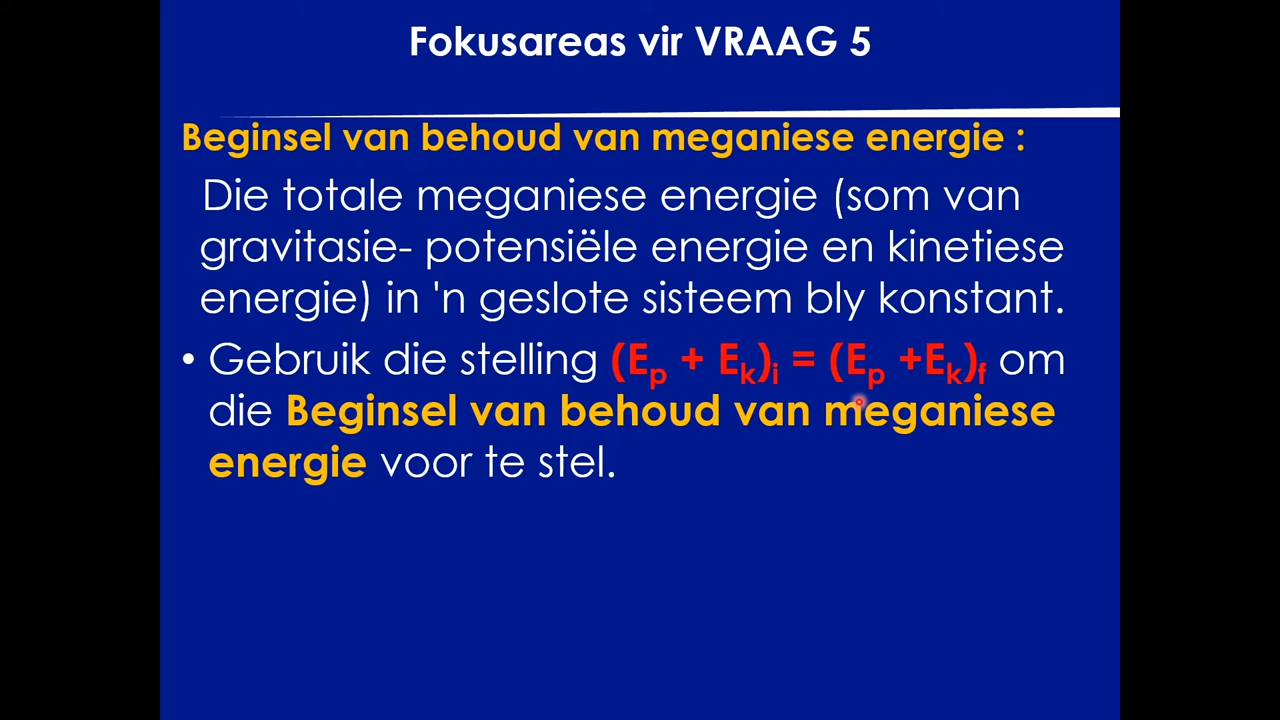 Fokusareas vir VRAAG 5
Beginsel van behoud van meganiese energie :
Die totale meganiese energie (som van
gravitasie- potensiële energie en kinetiese
energie) in 'n geslote sisteem bly konstant.
• Gebruik die stelling (Eₚ + Eₖ)ᵢ = (Eₚ +Eₖ)f om
die Beginsel van behoud van meganiese
energie voor te stel.